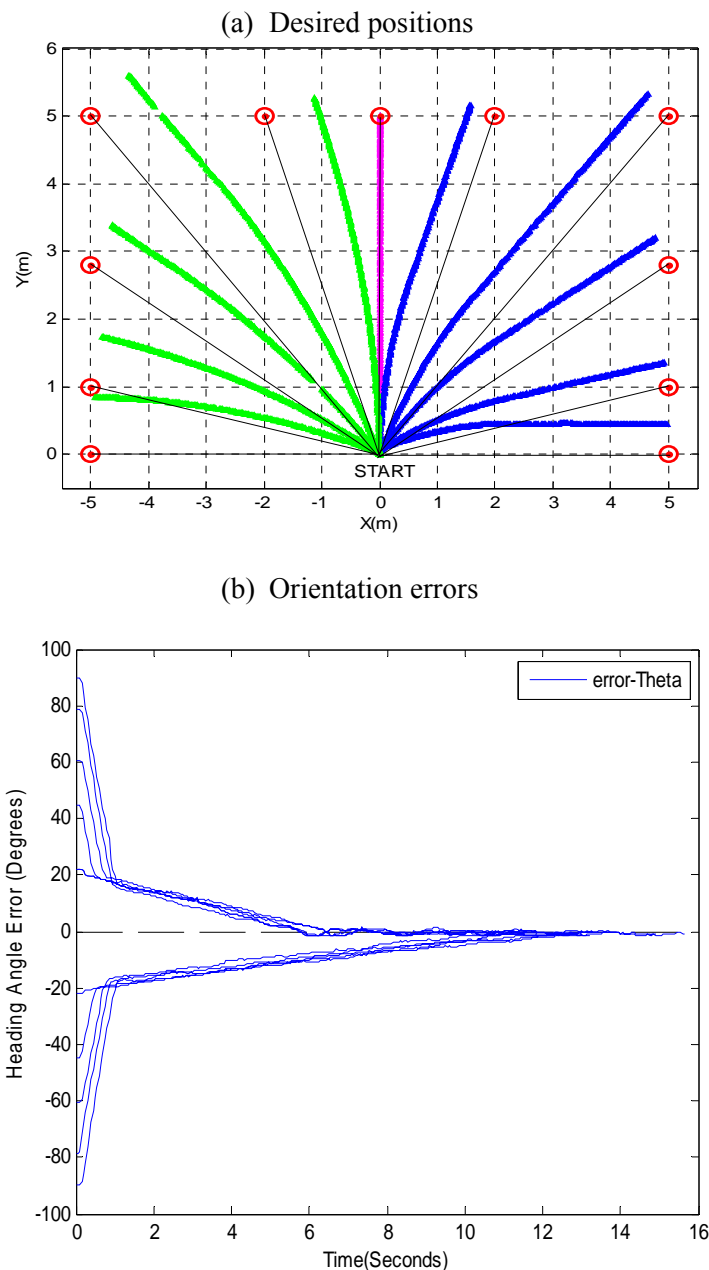 (a) Desired positions
6
5
4
3
2
1
0
Y(m)
START
-5 -4 -3 -2 -1 0 1 2 3 4 5
X(m)
(b) Orientation errors
100
80
60
40
20
0
-20
-40
-60
-80
-100
Heading Angle Error (Degrees)
error-Theta
0 2 4 6 8 10 12 14 16
Time(Seconds)